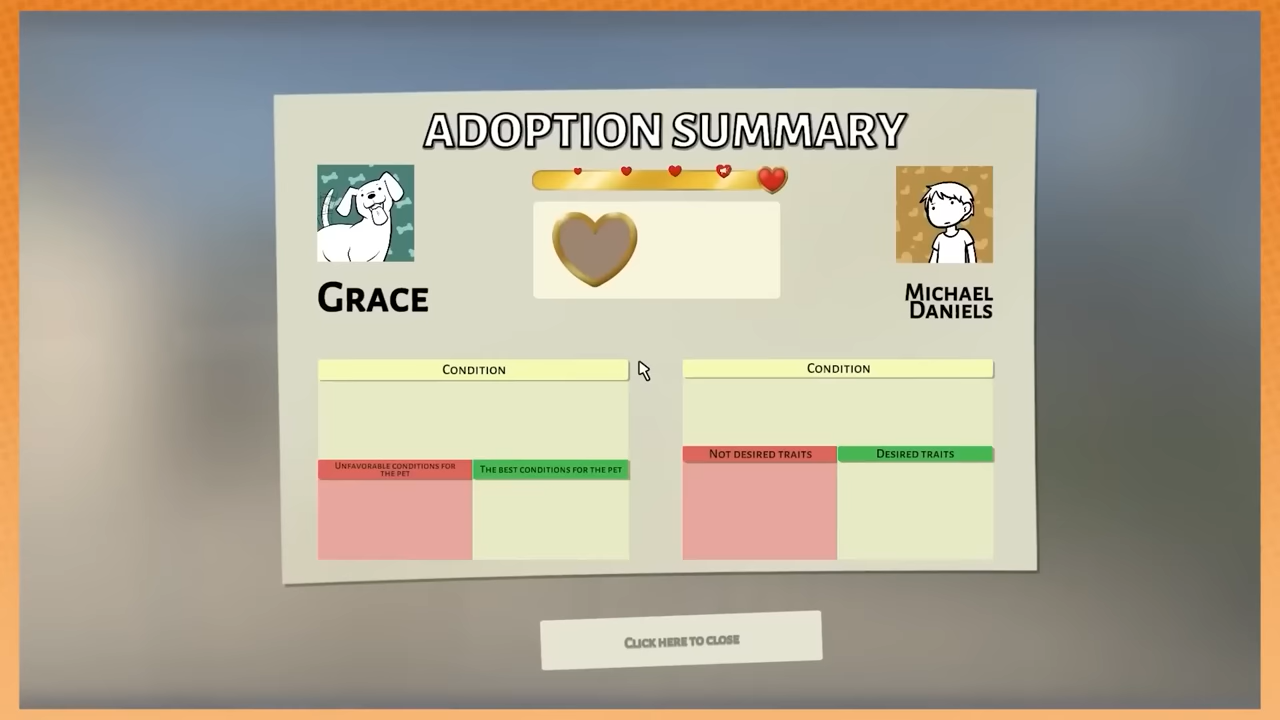 ADOPTION SUMMARY
GRACE
MICHAEL
DANIELS
CONDITION
UNFAVORABLE CONDITIONS FOR
THE PET
THE BEST CONDITIONS FOR THE PET
CONDITION
NOT DESIRED TRAITS
DESIRED TRAITS
CLICK HERE TO CLOSE